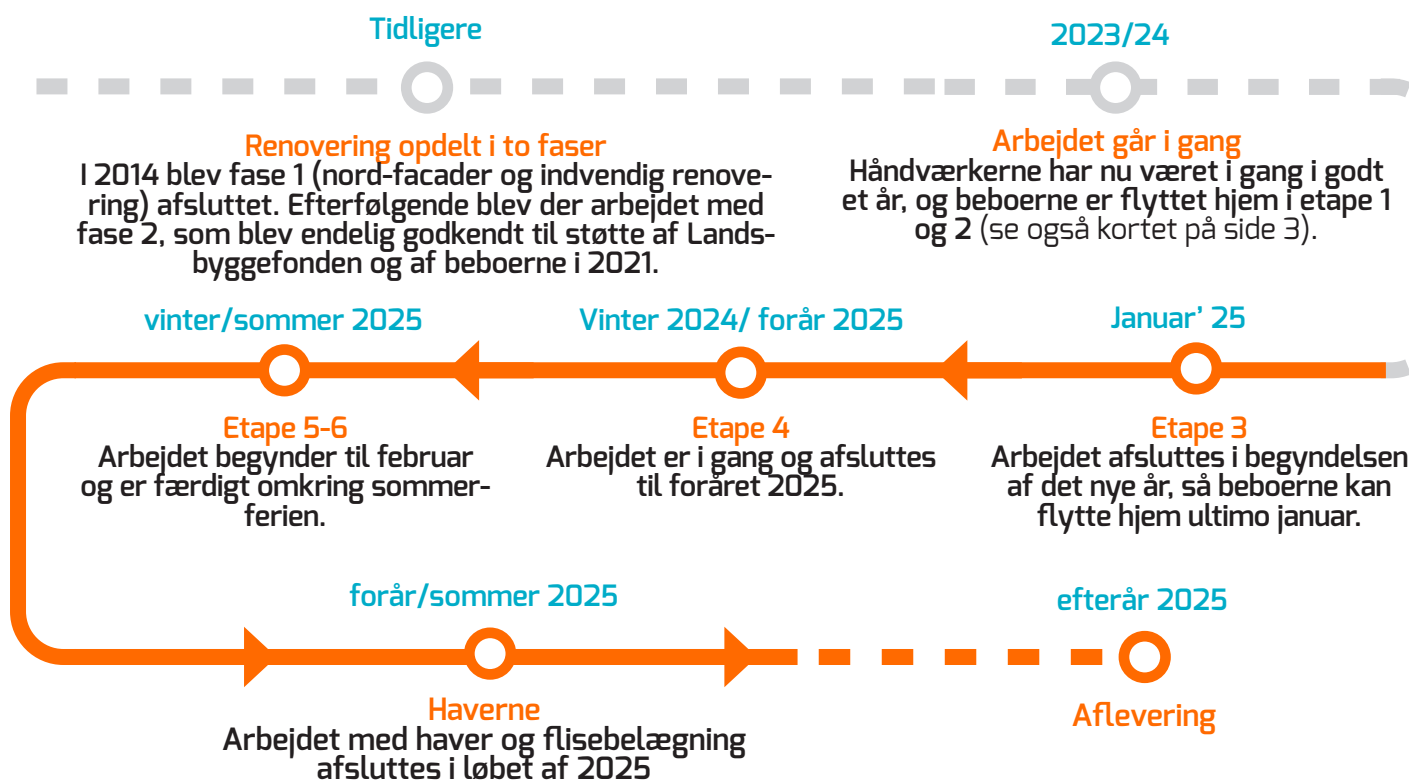 Tidligere
Renovering opdelt i to faser
I 2014 blev fase 1 (nord-facader og indvendig renove-
ring) afsluttet. Efterfølgende blev der arbejdet med
fase 2, som blev endelig godkendt til støtte af Lands-
byggefonden og af beboerne i 2021.
2023/24
Arbejdet går i gang
Håndværkerne har nu været i gang i godt
et år, og beboerne er flyttet hjem i etape 1
og 2 (se også kortet på side 3).
Januar' 25
Etape 3
Arbejdet afsluttes i begyndelsen
af det nye år, så beboerne kan
flytte hjem ultimo januar.
Vinter 2024/ forår 2025
Etape 4
Arbejdet er i gang og afsluttes
til foråret 2025.
vinter/sommer 2025
Etape 5-6
Arbejdet begynder til februar
og er færdigt omkring sommer-
ferien.
forår/sommer 2025
Haverne
Arbejdet med haver og flisebelægning
afsluttes i løbet af 2025
efterår 2025
Aflevering